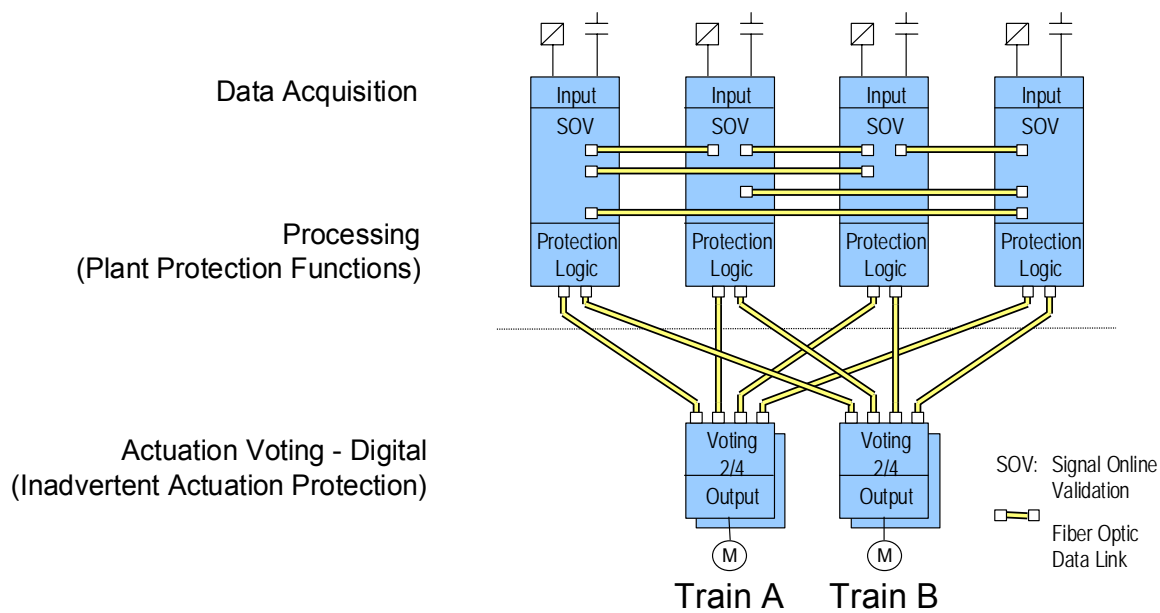 Data Acquisition
Input Input Input Input
SOV SOV SOV SOV
Processing
(Plant Protection Functions)
Protection Protection Protection Protection
Logic Logic Logic Logic
Actuation Voting - Digital
(Inadvertent Actuation Protection)
Voting Voting
2/4 2/4
Output Output
M M
Train A Train B
SOV: Signal Online
Validation
Fiber Optic
Data Link